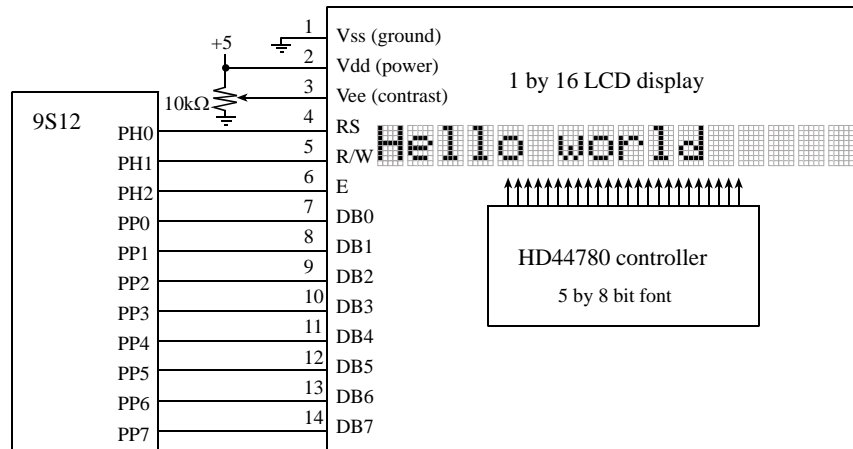 1 Vss (ground)
+5
2 Vdd (power)
3 Vee (contrast)
10kΩ
1 by 16 LCD display
9S12
PH0 4 RS
PH1 5 R/W
Hello world
PH2 6 E
PP0 7 DB0
PP1 8 DB1
PP2 9 DB2
PP3 10 DB3
PP4 11 DB4
PP5 12 DB5
PP6 13 DB6
PP7 14 DB7
HD44780 controller
5 by 8 bit font